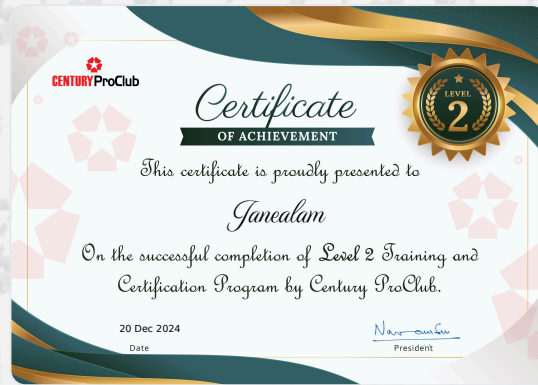 CENTURY ProClub
LEVEL
2
Certificate
OF ACHIEVEMENT
This certificate is proudly presented to
Janealam
On the successful completion of Level 2 Training and
Certification Program by Century ProClub.
20 Dec 2024
Date
President